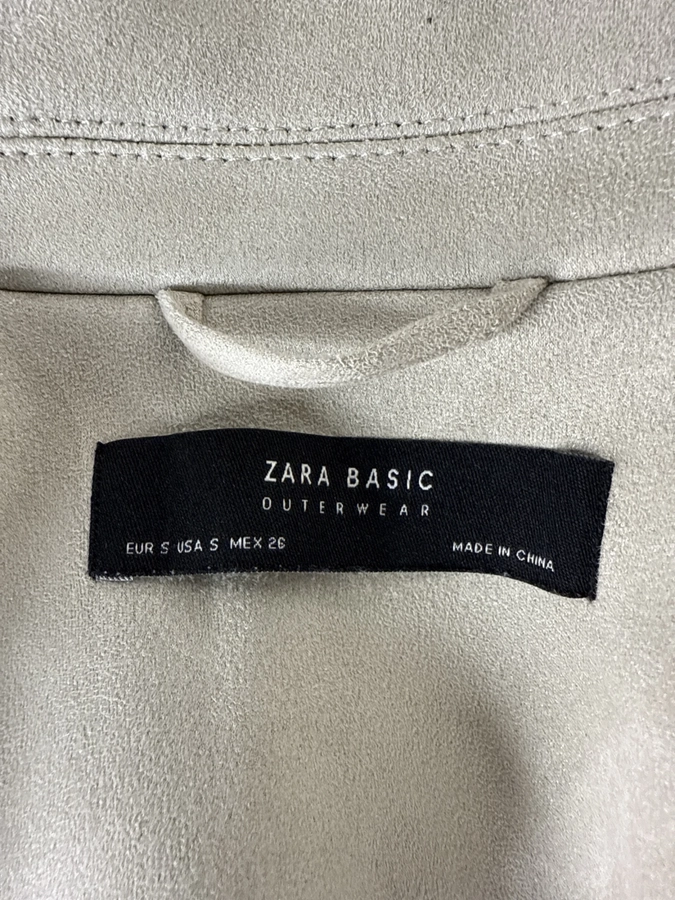 ZARA BASIC
OUTERWEAR
EUR S USA S MEX 26
MADE IN CHINA